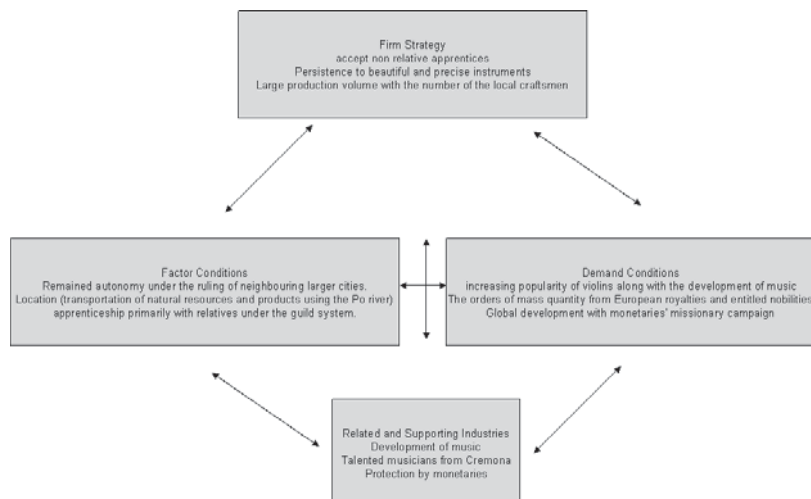 Firm Strategy
accept non relative apprentices
Persistence to beautiful and precise instruments
Large production volume with the number of the local craftsmen
Factor Conditions
Remained autonomy under the ruling of neighbouring larger cities.
Location (transportation of natural resources and products using the Po river)
apprenticeship primarily with relatives under the guild system.
Demand Conditions
increasing popularity of violins along with the development of music
The orders of mass quantity from European royalties and entitled nobilities
Global development with monetaries' missionary campaign
Related and Supporting Industries
Development of music
Talented musicians from Cremona
Protection by monetaries